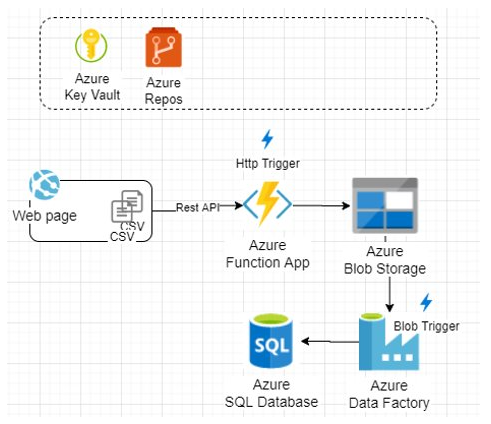 Azure
Key Vault
Azure
Repos
Http Trigger
Web page
CSV
CSV
Rest API
Azure
Function App
Azure
Blob Storage
Blob Trigger
SQL
Azure
SQL Database
Azure
Data Factory